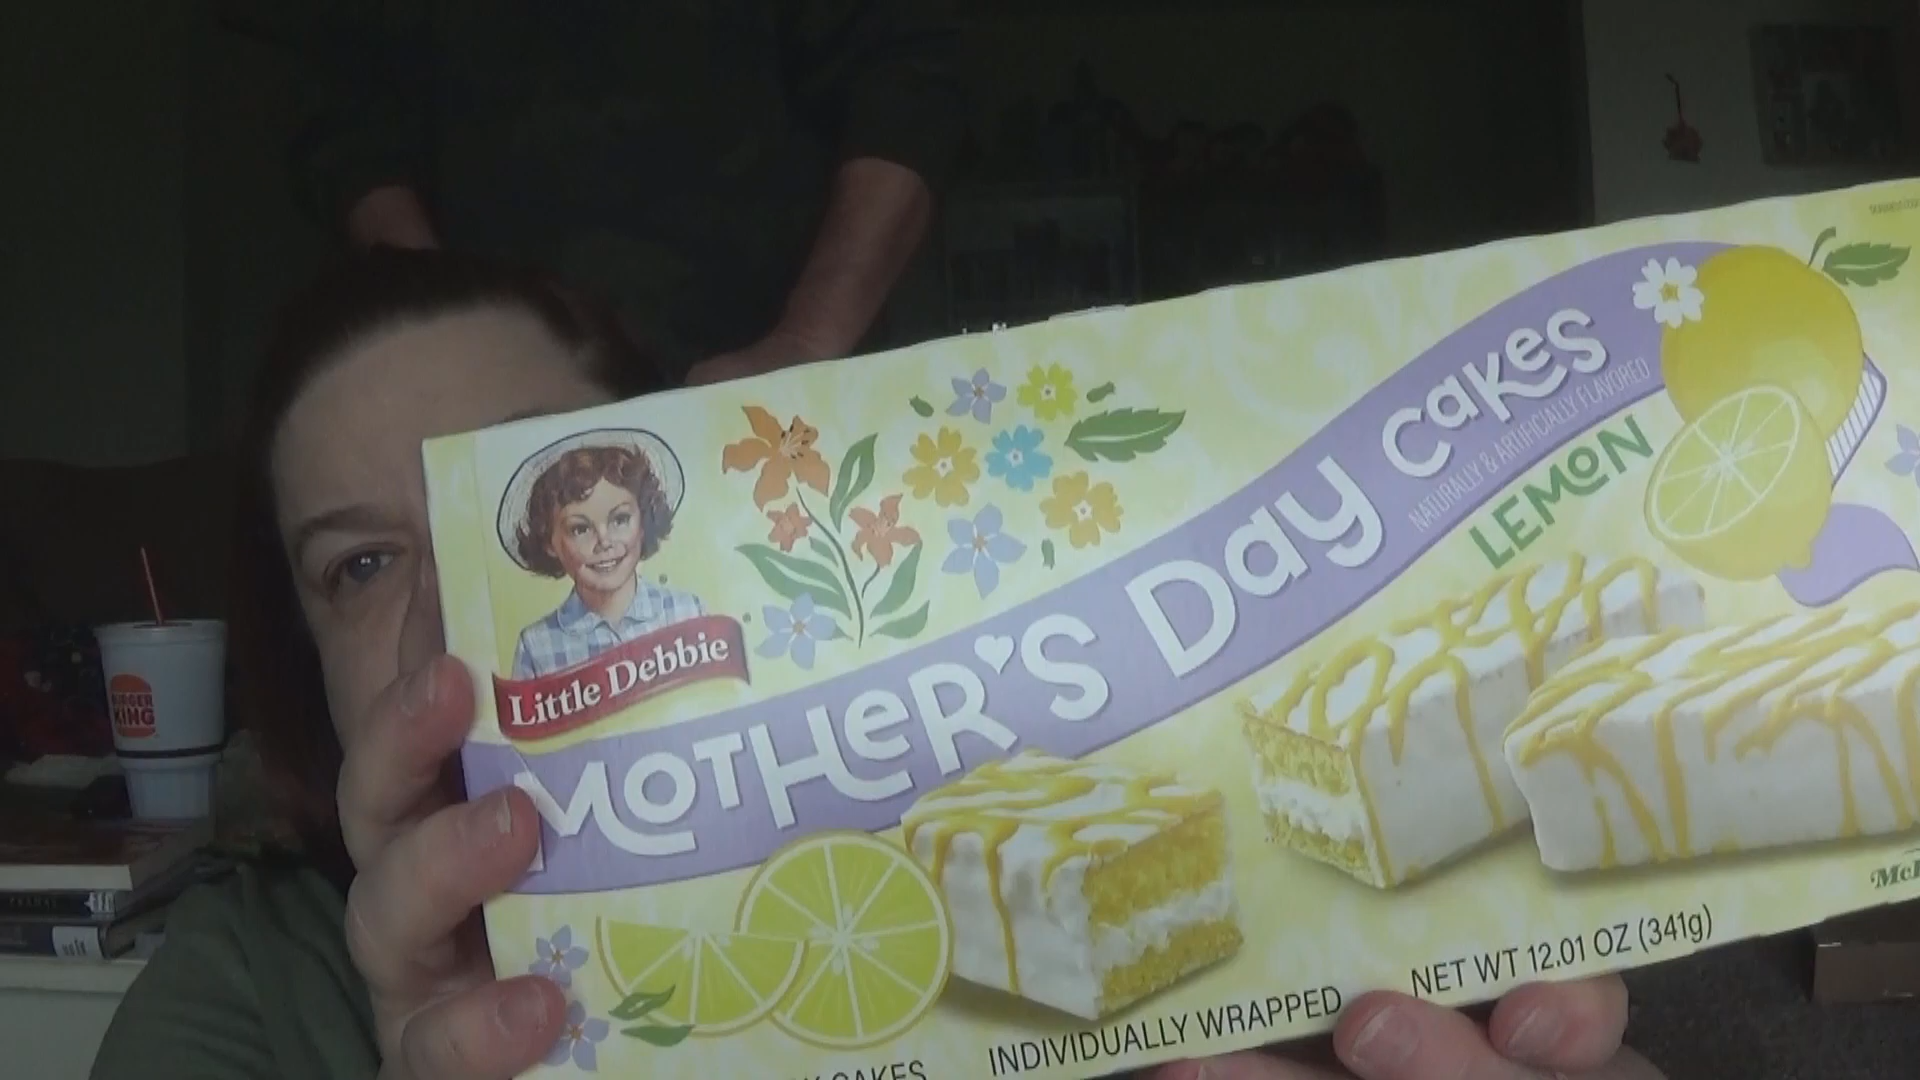 Little Debbie
MOTHER'S Day Cakes
NATURALLY & ARTIFICIALLY FLAVORED
LEMON
BURGER
KING
CAKES
INDIVIDUALLY WRAPPED
NET WT 12.01 OZ (341g)